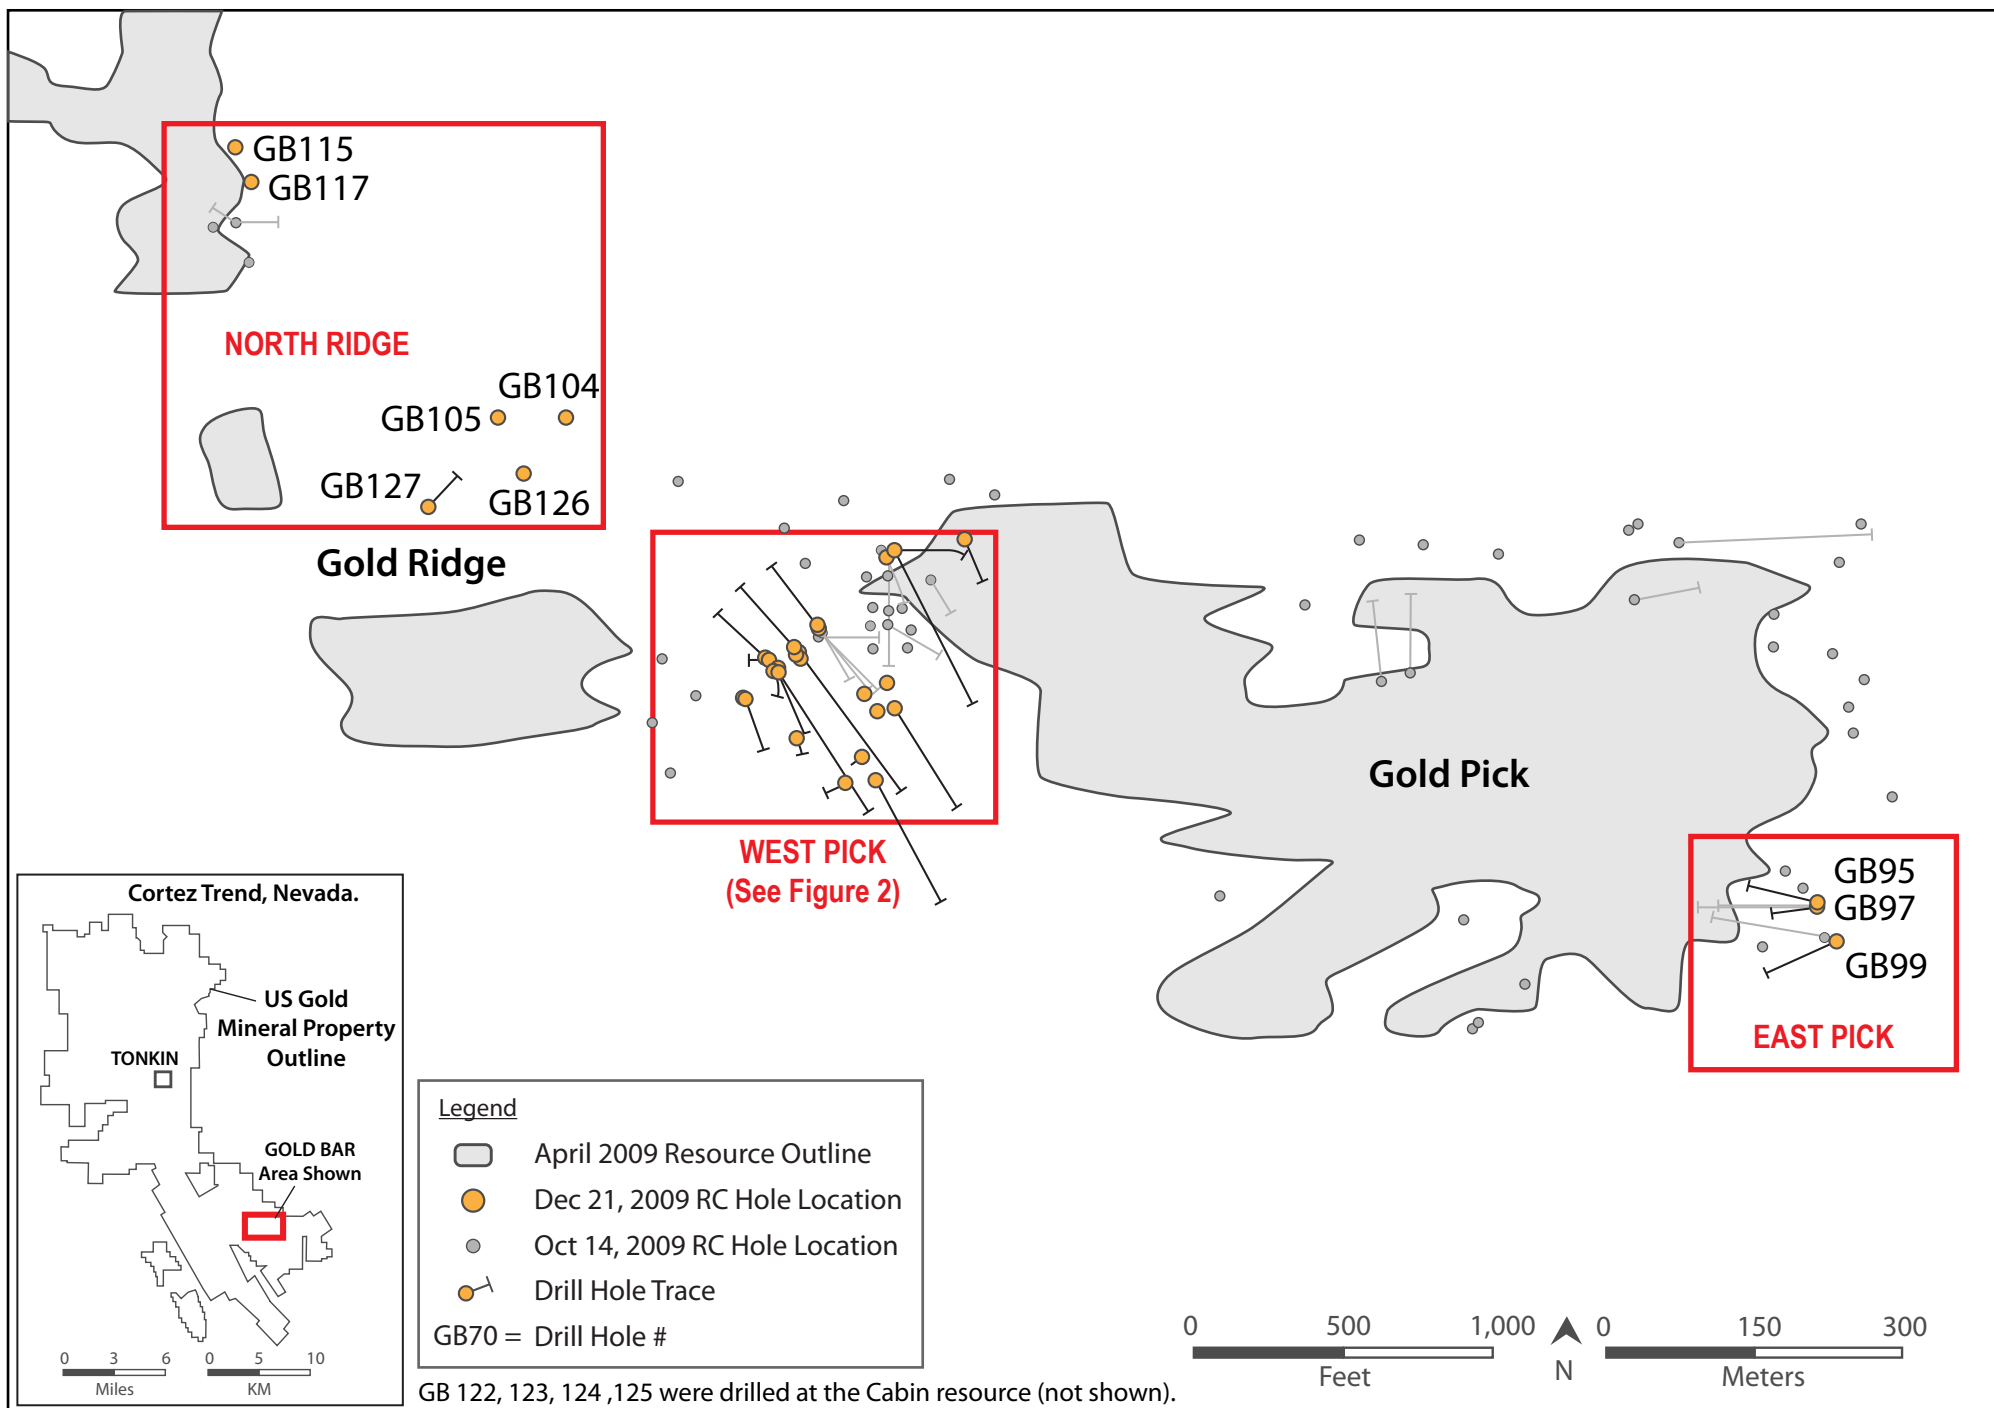 GB115
GB117
NORTH RIDGE
GB104
GB105
GB127
GB126
Gold Ridge
WEST PICK
(See Figure 2)
Gold Pick
GB95
GB97
GB99
EAST PICK
Cortez Trend, Nevada.
US Gold
Mineral Property
Outline
TONKIN
GOLD BAR
Area Shown
0 3 6
Miles
0 5 10
KM
Legend
April 2009 Resource Outline
Dec 21, 2009 RC Hole Location
Oct 14, 2009 RC Hole Location
Drill Hole Trace
GB70 = Drill Hole #
0 500 1,000
Feet
N
0 150 300
Meters
GB 122, 123, 124 ,125 were drilled at the Cabin resource (not shown).